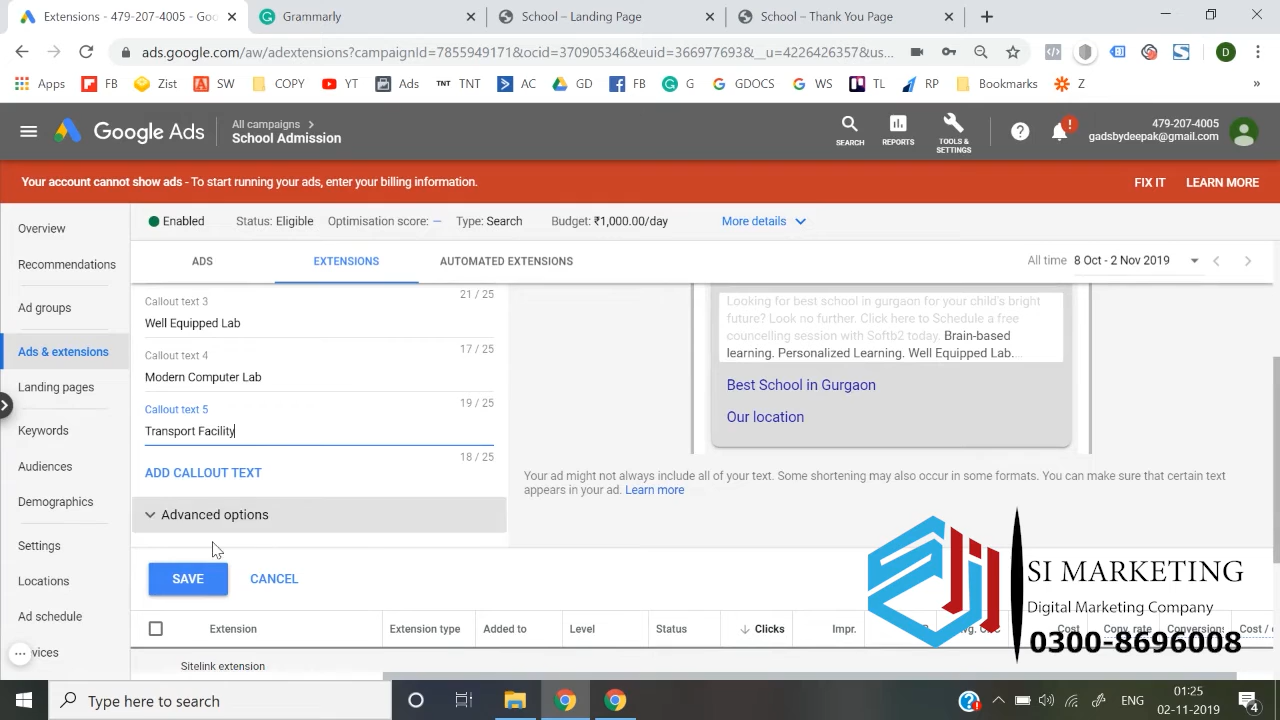 Extensions - 479-207-4005 -
Grammarly
School – Landing Page
School – Thank You Page
ads.google.com/aw/adextensions?campaignId=7855949171&ocid=370905346&euid=366977693&__u=4226426357&us...
Apps
FB
Zist
SW
COPY
YT
Ads
TNT TNT
AC
GD
FB
G
GDOCS
WS
TL
RP
Bookmarks
Z
»
Google Ads
All campaigns
School Admission
SEARCH
REPORTS
TOOLS &
SETTINGS
479-207-4005
gadsbydeepak@gmail.com
Your account cannot show ads - To start running your ads, enter your billing information.
FIX IT
LEARN MORE
Enabled
Status: Eligible
Optimisation score: –
Type: Search
Budget: ₹1,000.00/day
More details
Overview
Recommendations
Ad groups
Ads & extensions
Landing pages
Keywords
Audiences
Demographics
Settings
Locations
Ad schedule
ADS
EXTENSIONS
AUTOMATED EXTENSIONS
All time
8 Oct - 2 Nov 2019
21 / 25
Callout text 3
Well Equipped Lab
17 / 25
Callout text 4
Modern Computer Lab
19 / 25
Callout text 5
Transport Facility
18 / 25
ADD CALLOUT TEXT
Advanced options
SAVE
CANCEL
Looking for best school in gurgaon for your child's bright
future? Look no further. Click here to Schedule a free
councelling session with Softb2 today. Brain-based
learning. Personalized Learning. Well Equipped Lab...
Best School in Gurgaon
Our location
Your ad might not always include all of your text. Some shortening may also occur in some formats. You can make sure that certain text
appears in your ad. Learn more
Extension
Extension type
Added to
Level
Status
Clicks
Impr.
Cost
Conv. rate
Conversions
Cost /
Sitelink extension
SI MARKETING
Digital Marketing Company
0300-8696008
Type here to search
ENG
01:25
02-11-2019
4